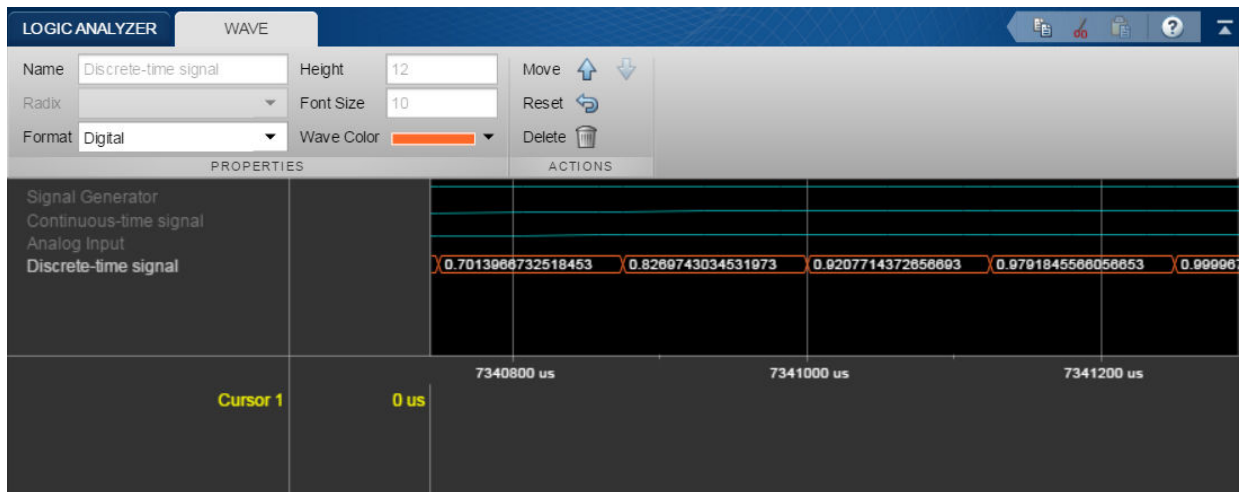 LOGIC ANALYZER WAVE ?
Name Discrete-time signal Height 12 Move
Radix Font Size 10 Reset
Format Digital Wave Color Delete
PROPERTIES ACTIONS
Signal Generator
Continuous-time signal
Analog Input
Discrete-time signal 0.7013966732518453 0.8269743034531973 0.9207714372656693 0.9791845566056653 0.999967
7340800 us 7341000 us 7341200 us
Cursor 1 0 us